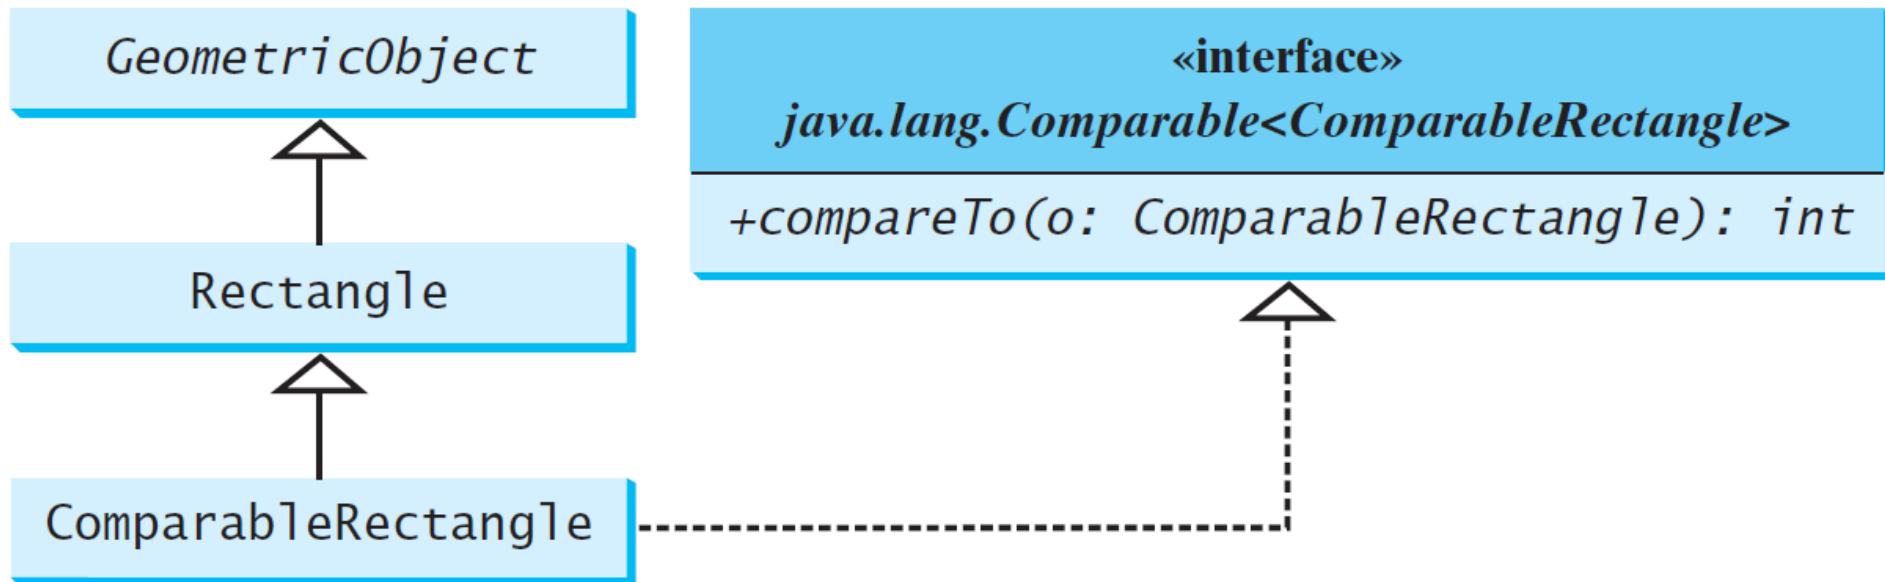 GeometricObject
Rectangle
ComparableRectangle
«interface»
java.lang.Comparable<ComparableRectangle>
+compareTo(o: ComparableRectangle): int